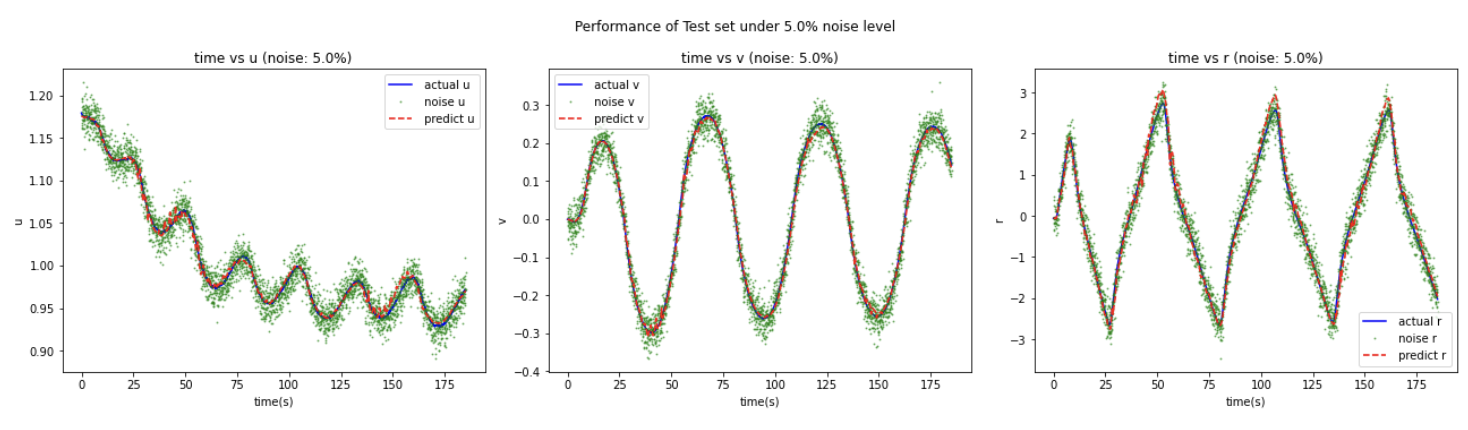 Performance of Test set under 5.0% noise level
time vs u (noise: 5.0%)
u
1.20
1.15
1.10
1.05
1.00
0.95
0.90
actual u
noise u
predict u
0 25 50 75 100 125 150 175
time(s)
time vs v (noise: 5.0%)
v
0.3
0.2
0.1
0.0
−0.1
−0.2
−0.3
−0.4
actual v
noise v
predict v
0 25 50 75 100 125 150 175
time(s)
time vs r (noise: 5.0%)
r
3
2
1
0
−1
−2
−3
actual r
noise r
predict r
0 25 50 75 100 125 150 175
time(s)